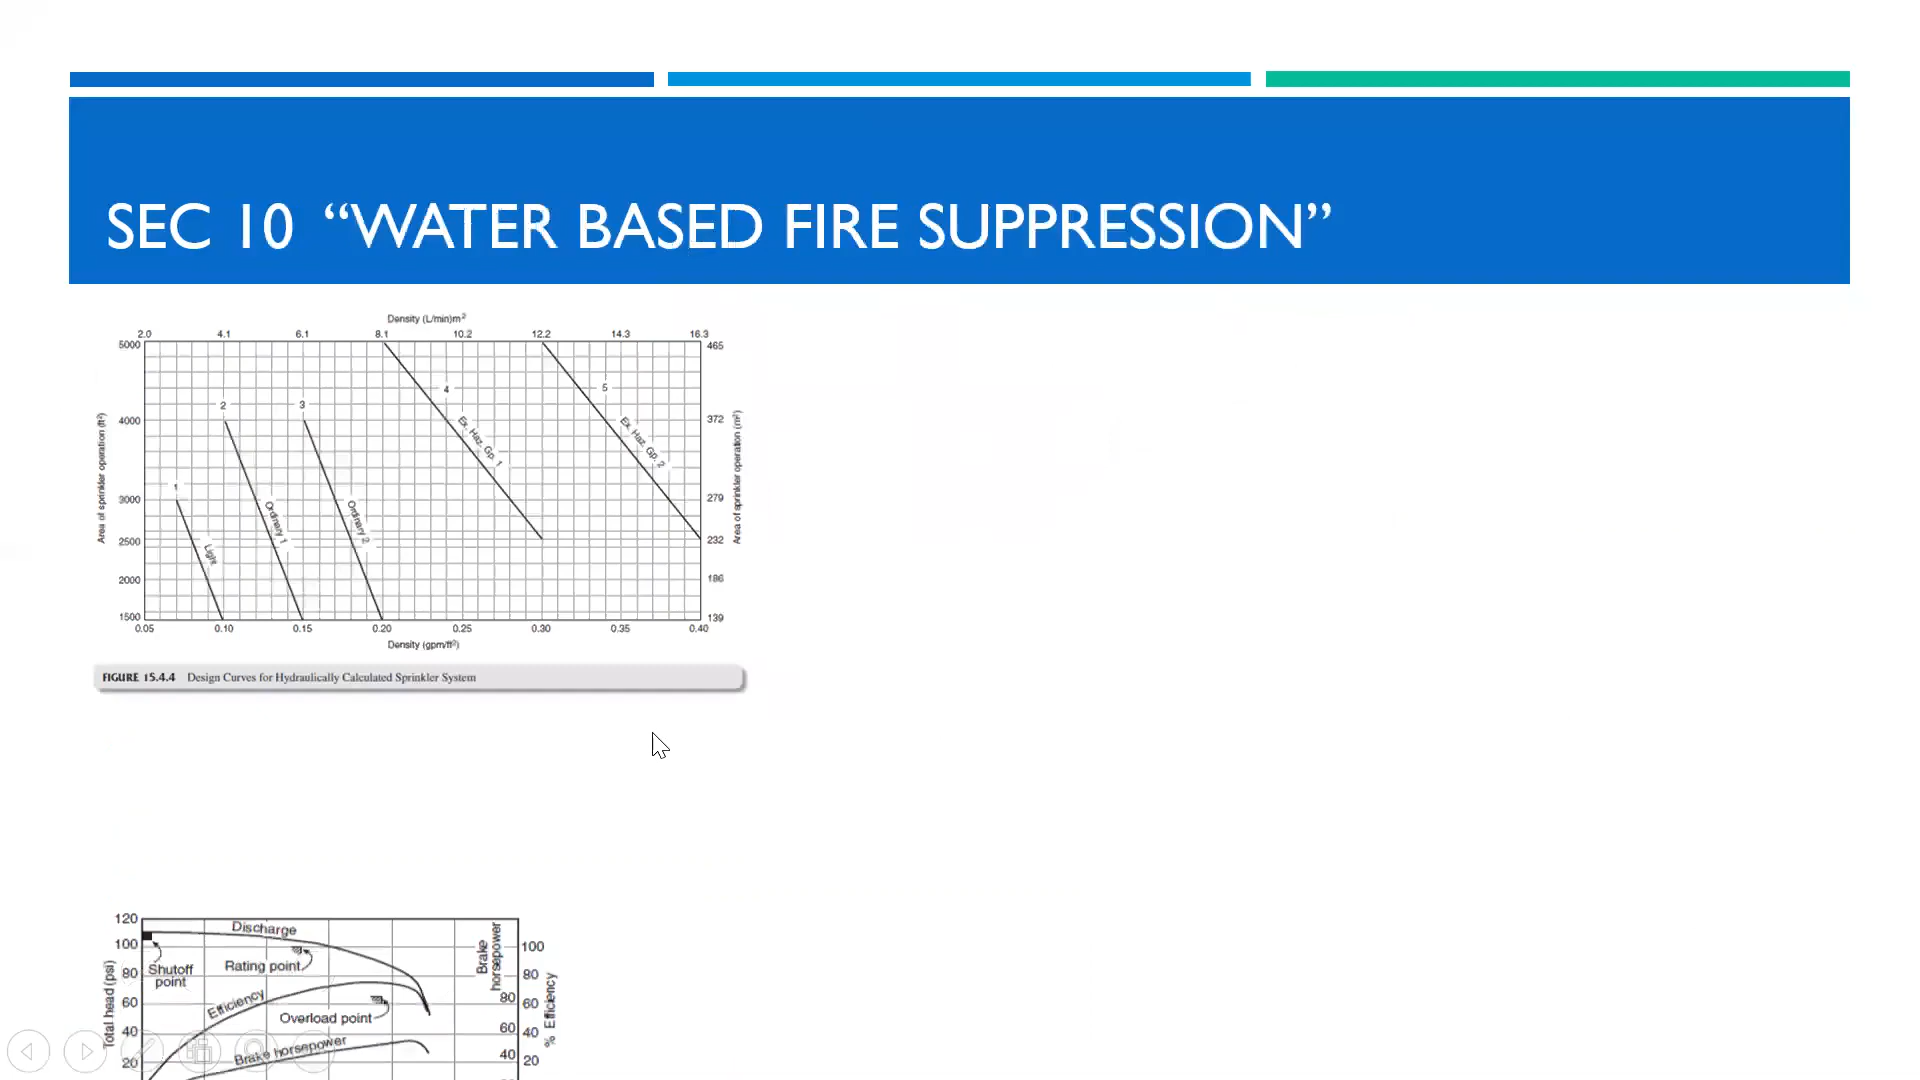 SEC 10 “WATER BASED FIRE SUPPRESSION”
Density (L/min)m²
2.0 4.1 6.1 8.1 10.2 12.2 14.3 16.3
5000 465
4 5
2 3
4000 372
Ex. Haz. Gp. 1
Ex. Haz. Gp. 2
Area of sprinkler operation (ft²)
Area of sprinkler operation (m²)
1
3000 279
Light
Ordinary 1
Ordinary 2
2500 232
2000 186
1500 139
0.05 0.10 0.15 0.20 0.25 0.30 0.35 0.40
Density (gpm/ft²)
FIGURE 15.4.4 Design Curves for Hydraulically Calculated Sprinkler System
120
Discharge
Brake
horsepower
100 100
Rating point
80 Shutoff 80
point
Total head (psi)
Efficiency
60 80 60
% Efficiency
Overload point
40 60 40
Brake horsepower
20 40 20